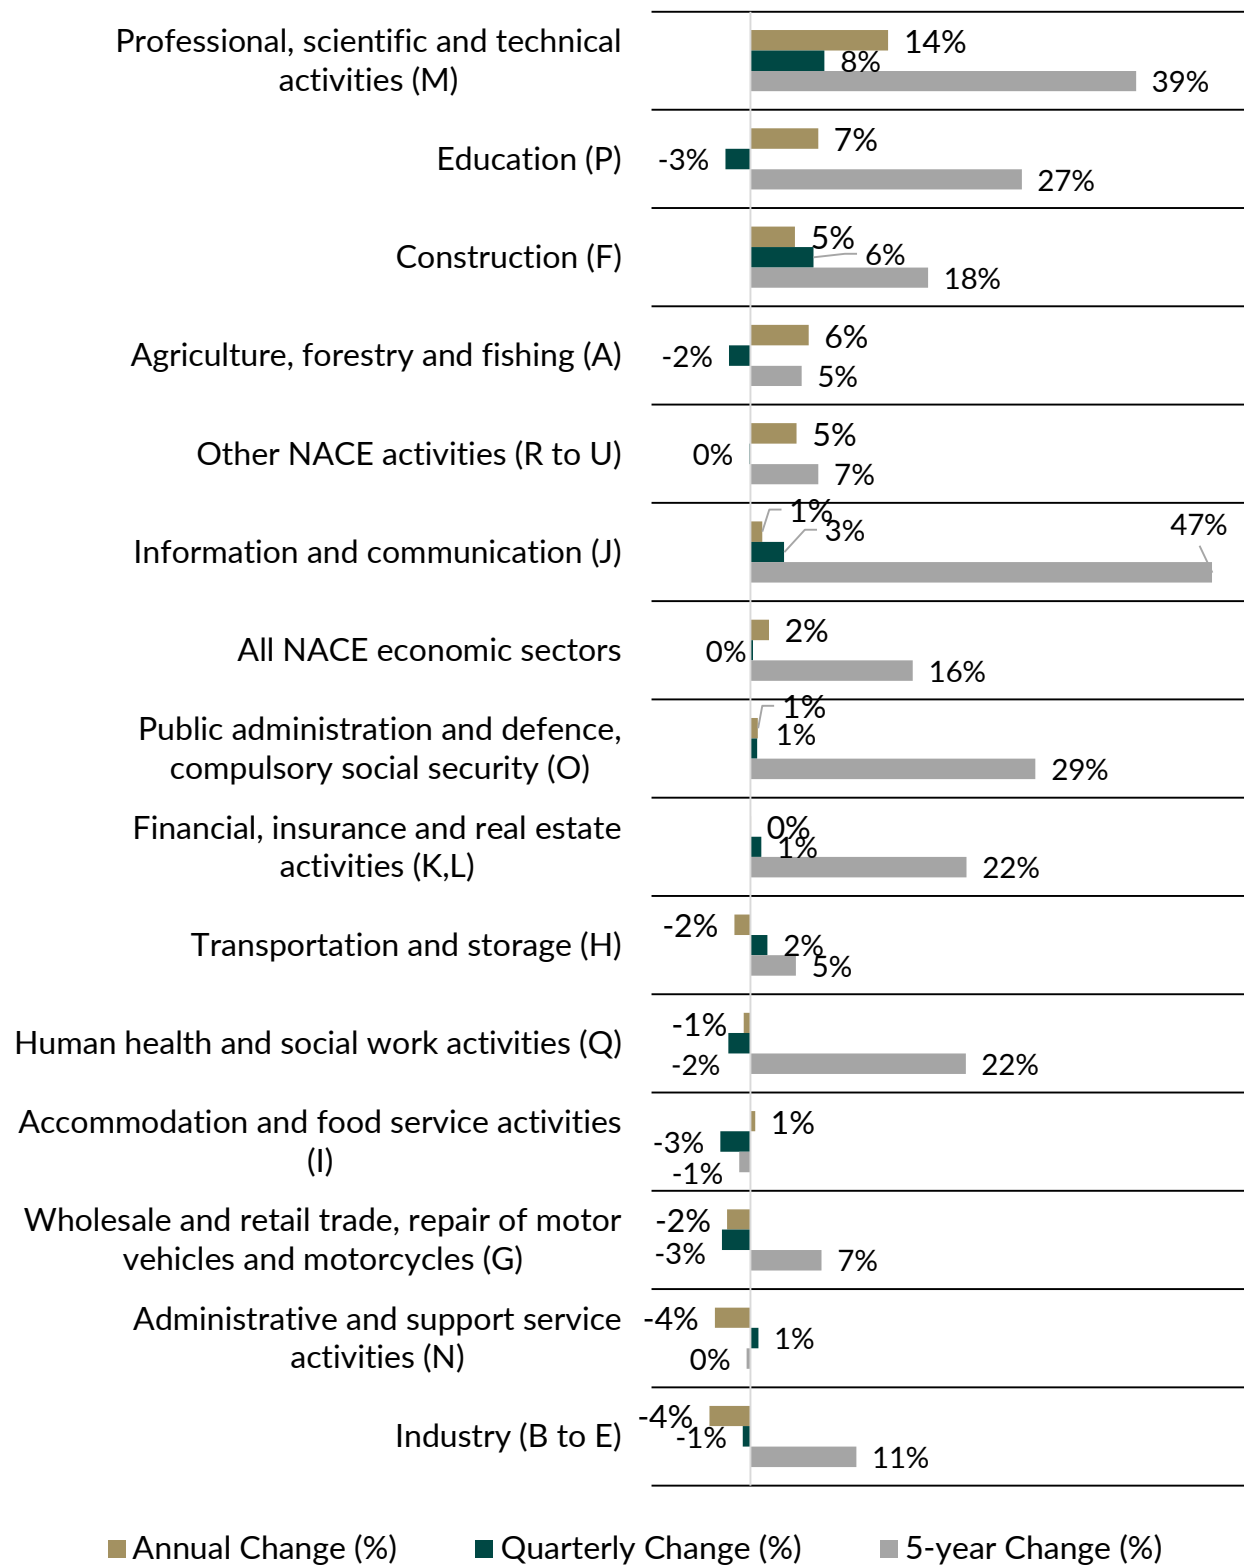 Professional, scientific and technical
activities (M)
14%
8%
39%
Education (P)
7%
-3%
27%
Construction (F)
5%
6%
18%
Agriculture, forestry and fishing (A)
6%
-2%
5%
Other NACE activities (R to U)
5%
0%
7%
Information and communication (J)
1%
3%
47%
All NACE economic sectors
2%
0%
16%
Public administration and defence,
compulsory social security (O)
1%
1%
29%
Financial, insurance and real estate
activities (K,L)
0%
1%
22%
Transportation and storage (H)
-2%
2%
5%
Human health and social work activities (Q)
-1%
-2%
22%
Accommodation and food service activities
(I)
1%
-3%
-1%
Wholesale and retail trade, repair of motor
vehicles and motorcycles (G)
-2%
-3%
7%
Administrative and support service
activities (N)
-4%
1%
0%
Industry (B to E)
-4%
-1%
11%
Annual Change (%)
Quarterly Change (%)
5-year Change (%)